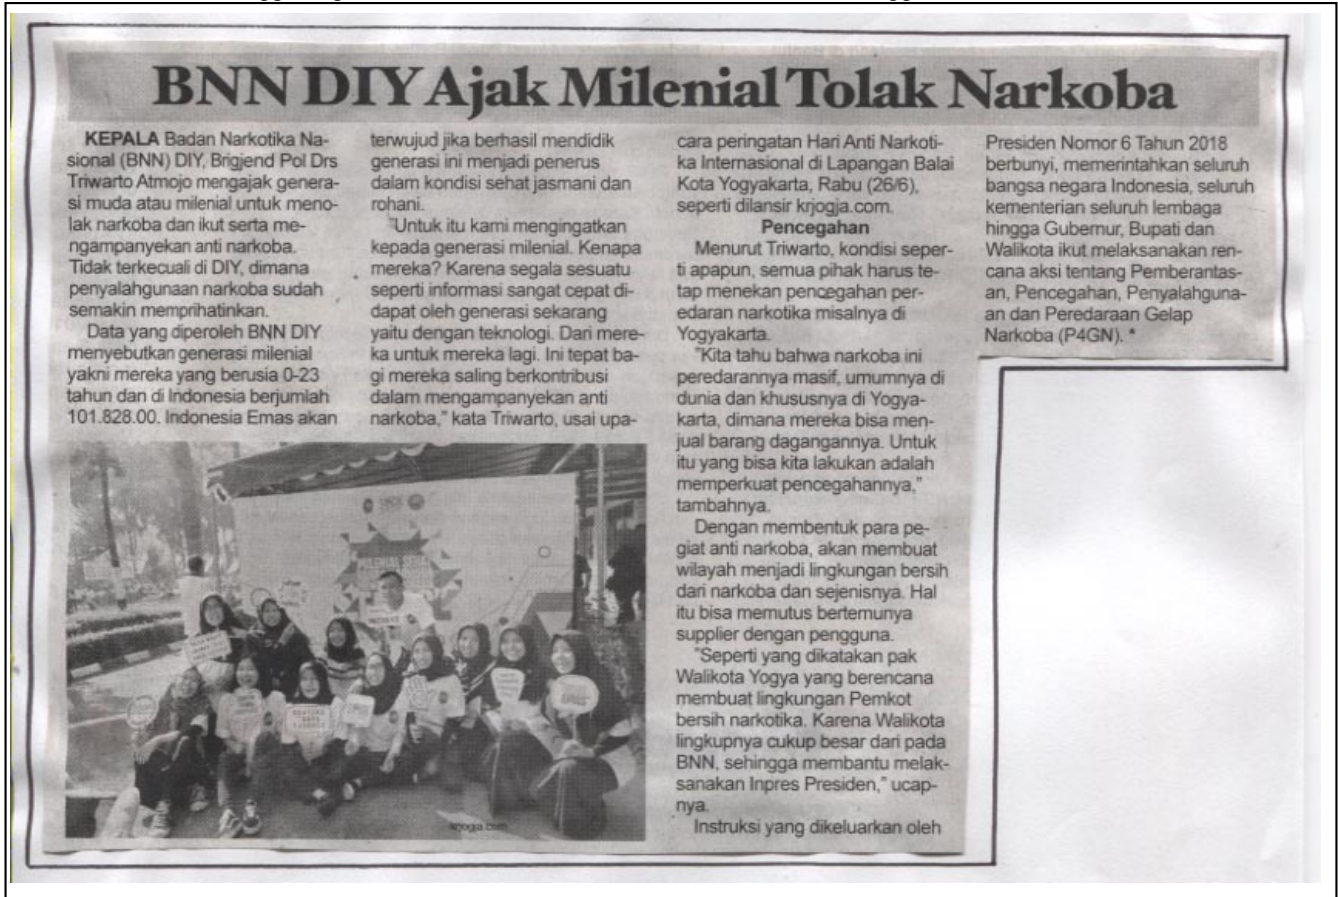 BNN DIY Ajak Milenial Tolak Narkoba
KEPALA Badan Narkotika Na-
sional (BNN) DIY, Brigjend Pol Drs
Triwarto Atmojo mengajak genera-
si muda atau milenial untuk meno-
lak narkoba dan ikut serta me-
ngampanyekan anti narkoba.
Tidak terkecuali di DIY, dimana
penyalahgunaan narkoba sudah
semakin memprihatinkan.
Data yang diperoleh BNN DIY
menyebutkan generasi milenial
yakni mereka yang berusia 0-23
tahun dan di Indonesia berjumlah
101.828.00. Indonesia Emas akan
terwujud jika berhasil mendidik
generasi ini menjadi penerus
dalam kondisi sehat jasmani dan
rohani.
"Untuk itu kami mengingatkan
kepada generasi milenial. Kenapa
mereka? Karena segala sesuatu
seperti informasi sangat cepat di-
dapat oleh generasi sekarang
yaitu dengan teknologi. Dari mere-
ka untuk mereka lagi. Ini tepat ba-
gi mereka saling berkontribusi
dalam mengampanyekan anti
narkoba," kata Triwarto, usai upa-
cara peringatan Hari Anti Narkoti-
ka Internasional di Lapangan Balai
Kota Yogyakarta, Rabu (26/6),
seperti dilansir krjogja.com.
Pencegahan
Menurut Triwarto, kondisi seper-
ti apapun, semua pihak harus te-
tap menekan pencegahan per-
edaran narkotika misalnya di
Yogyakarta.
"Kita tahu bahwa narkoba ini
peredarannya masif, umumnya di
dunia dan khususnya di Yogya-
karta, dimana mereka bisa men-
jual barang dagangannya. Untuk
itu yang bisa kita lakukan adalah
memperkuat pencegahannya,"
tambahnya.
Dengan membentuk para pe-
giat anti narkoba, akan membuat
wilayah menjadi lingkungan bersih
dari narkoba dan sejenisnya. Hal
itu bisa memutus bertemunya
supplier dengan pengguna.
"Seperti yang dikatakan pak
Walikota Yogya yang berencana
membuat lingkungan Pemkot
bersih narkotika. Karena Walikota
lingkupnya cukup besar dari pada
BNN, sehingga membantu melak-
sanakan Inpres Presiden," ucap-
nya.
Instruksi yang dikeluarkan oleh
Presiden Nomor 6 Tahun 2018
berbunyi, memerintahkan seluruh
bangsa negara Indonesia, seluruh
kementerian seluruh lembaga
hingga Gubernur, Bupati dan
Walikota ikut melaksanakan ren-
cana aksi tentang Pemberantas-
an, Pencegahan, Penyalahguna-
an dan Peredaraan Gelap
Narkoba (P4GN). *
krjogja.com